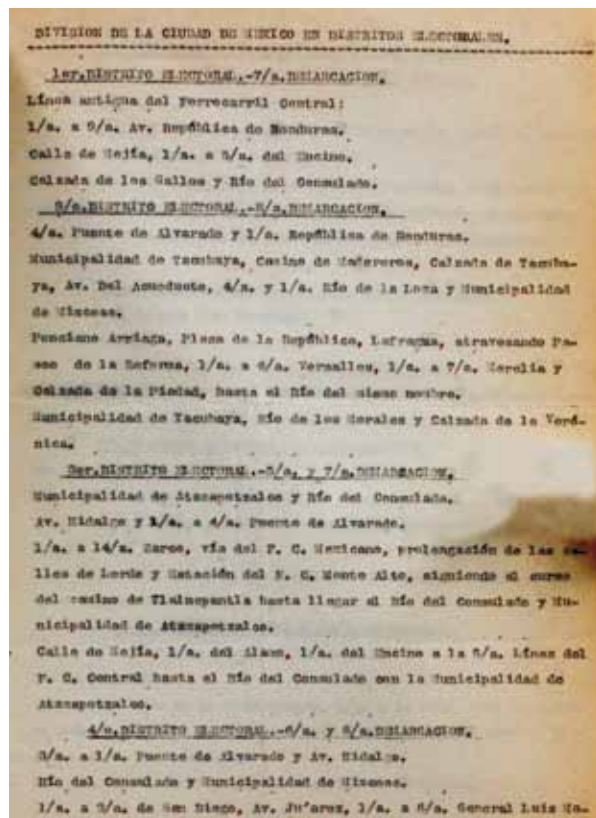 DIVISION DE LA CIUDAD DE MEXICO EN DISTRITOS ELECTORALES.
1er.DISTRITO ELECTORAL.-7/a.DEMARCACION.
Línea antigua del Ferrocarril Central:
1/a. a 9/a. Av. República de Honduras.
Calle de Mejía, 1/a. a 5/a. del Encino.
Calzada de los Gallos y Río del Consulado.
DISTRITO ELECTORAL.-8/a.DEMARCACION.
4/a. Puente de Alvarado y 1/a. República de Honduras.
Municipalidad de Tacubaya, Camino de Madereros, Calzada de Tacuba-
ya, Av. Del Acueducto, 4/a. y 1/a. Río de la Loza y Municipalidad
de Mixcoac.
Ponciano Arriaga, Plaza de la República, Lafragua, atravesando Pa-
seo de la Reforma, 1/a. a 6/a. Versalles, 1/a. a 7/a. Morelia y
Calzada de la Piedad, hasta el Río del mismo nombre.
Municipalidad de Tacubaya, Río de los Morales y Calzada de la Veró-
nica.
3er.DISTRITO ELECTORAL.-5/a. y 7/a.DEMARCACION.
Municipalidad de Atzcapotzalco y Río del Consulado.
Av. Hidalgo y 1/a. a 4/a. Puente de Alvarado.
1/a. a 14/a. Zarco, vía del F. C. Mexicano, prolongación de las ca-
lles de Lerdo y Estación del F. C. Monte Alto, siguiendo el curso
del camino de Tlalnepantla hasta llegar al Río del Consulado y Mu-
nicipalidad de Atzcapotzalco.
Calle de Mejía, 1/a. del Alamo, 1/a. del Encino a la 5/a. Línea del
F. C. Central hasta el Río del Consulado con la Municipalidad de
Atzcapotzalco.
4/o.DISTRITO ELECTORAL.-6/a. y 8/a.DEMARCACION.
3/a. a 1/a. Puente de Alvarado y Av. Hidalgo.
Río del Consulado y Municipalidad de Mixcoac.
1/a. a 3/a. de San Diego, Av. Ju'arez, 1/a. a 6/a. General Luis Mo-